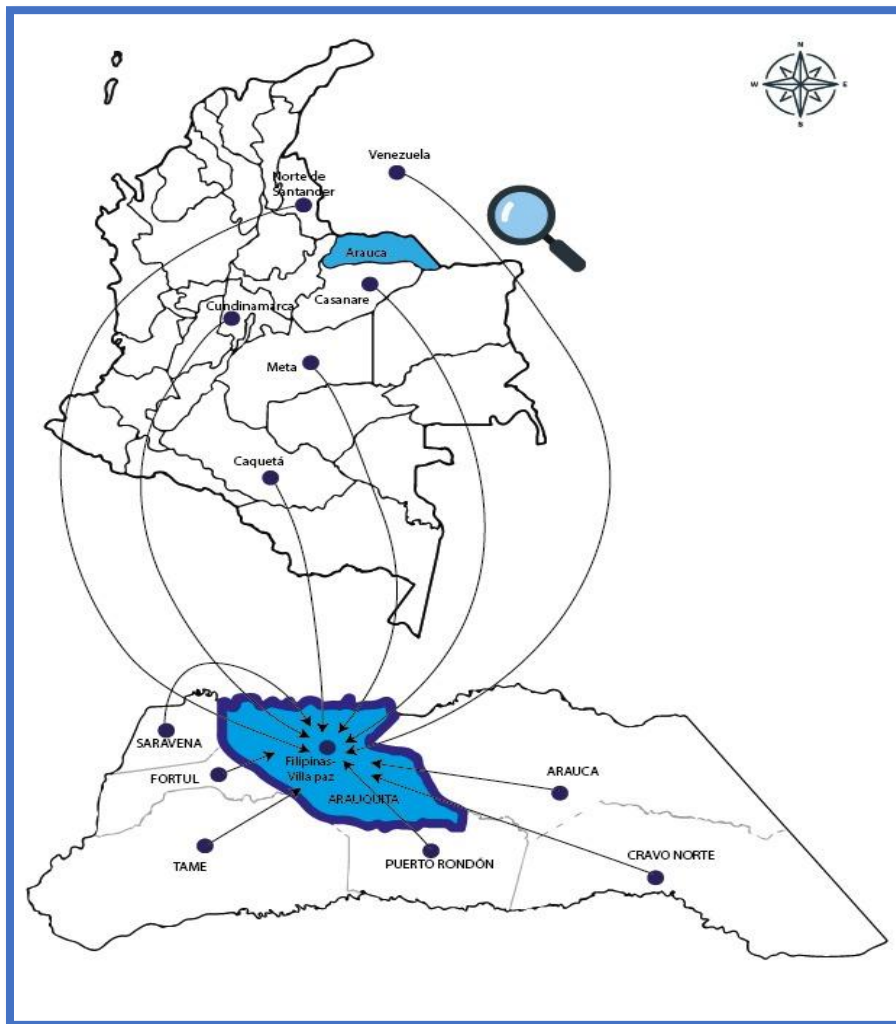 N
W
E
S
Venezuela
Norte de
Santander
Arauca
Casanare
Cundinamarca
Meta
Caquetá
SARAVENA
Filipinas-
Villa paz
FORTUL
ARAUQUITA
ARAUCA
TAME
PUERTO RONDÓN
CRAVO NORTE